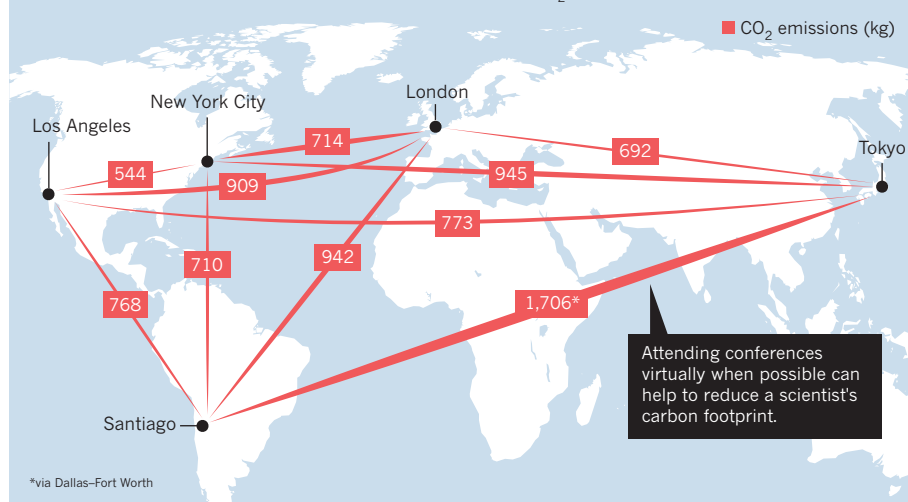 2
CO2 emissions (kg)
London
New York City
Los Angeles
714
692
Tokyo
544
945
909
773
942
710
768
1,706*
Attending conferences
virtually when possible can
help to reduce a scientist's
carbon footprint.
Santiago
*via Dallas–Fort Worth